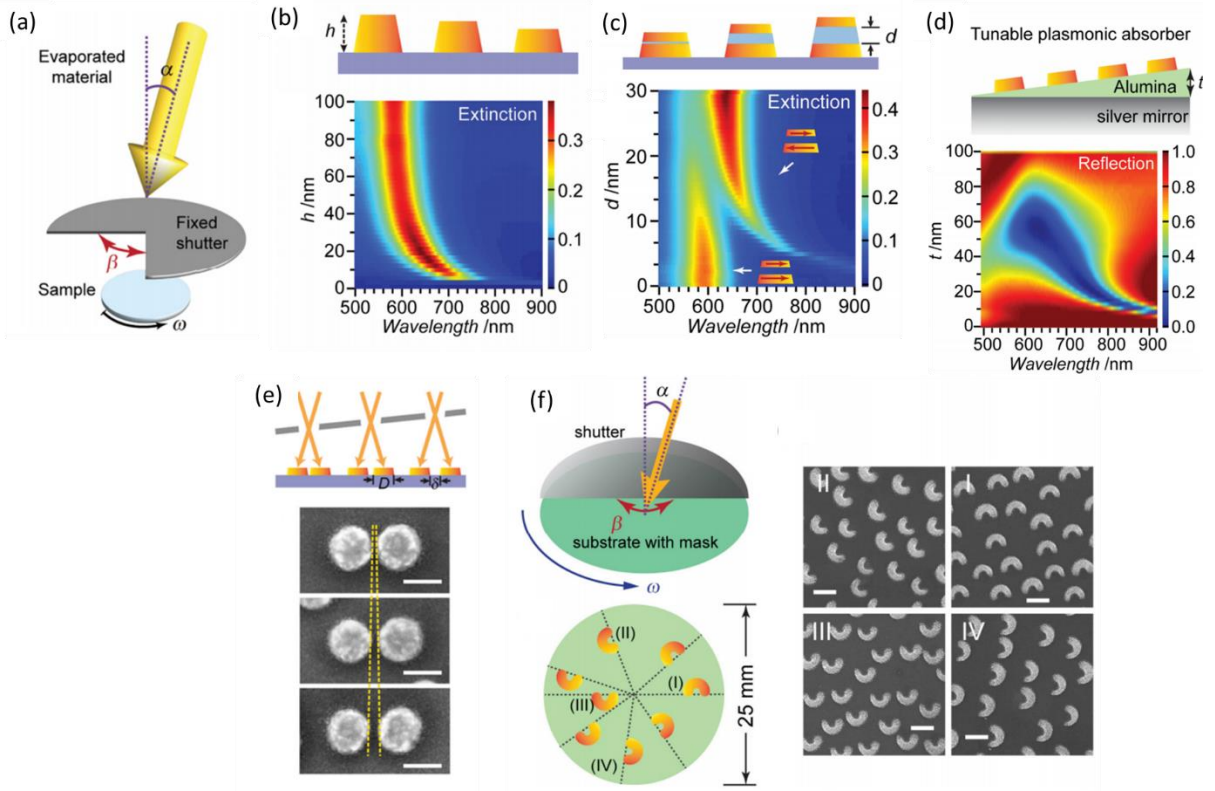 (a)
Evaporated
material
α
Fixed
shutter
β
Sample
ω
(b)
h
Extinction
h /nm
100
80
60
40
20
0
500 600 700 800 900
Wavelength /nm
0.3
0.2
0.1
0
(c)
d
Extinction
d /nm
30
20
10
0
500 600 700 800 900
Wavelength /nm
0.4
0.3
0.2
0.1
0
(d)
Tunable plasmonic absorber
Alumina
t
silver mirror
Reflection
t /nm
100
80
60
40
20
0
500 600 700 800 900
Wavelength /nm
1.0
0.8
0.6
0.4
0.2
0.0
(e)
D
δ
(f)
α
shutter
β
substrate with mask
ω
(II)
(I)
(III)
(IV)
25 mm
II
I
III
IV